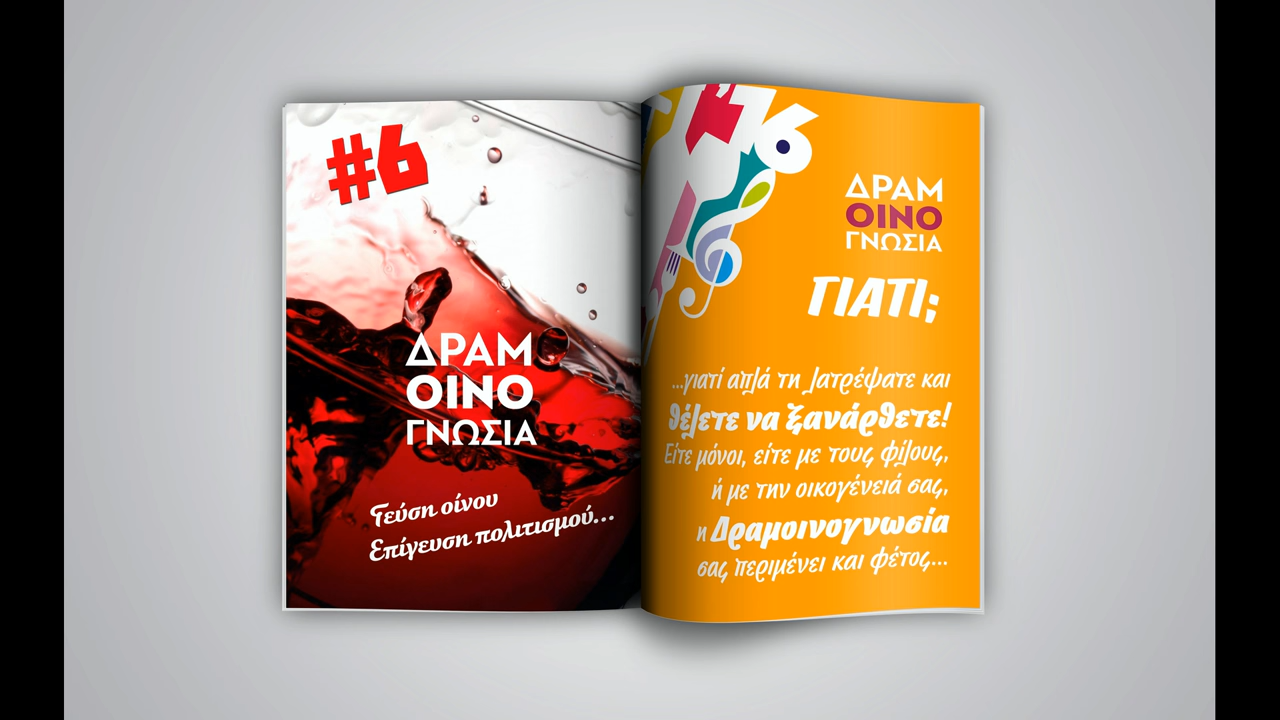 #6
ΔΡΑΜ
ΟΙΝΟ
ΓΝΩΣΙΑ
Γεύση οίνου
Επίγευση πολιτισμού...
6
ΔΡΑΜ
ΟΙΝΟ
ΓΝΩΣΙΑ
ΓΙΑΤΙ;
...γιατί απλά τη λατρέψατε και
θέλετε να ξανάρθετε!
Είτε μόνοι, είτε με τους φίλους,
ή με την οικογένειά σας,
η Δραμοινογνωσία
σας περιμένει και φέτος...